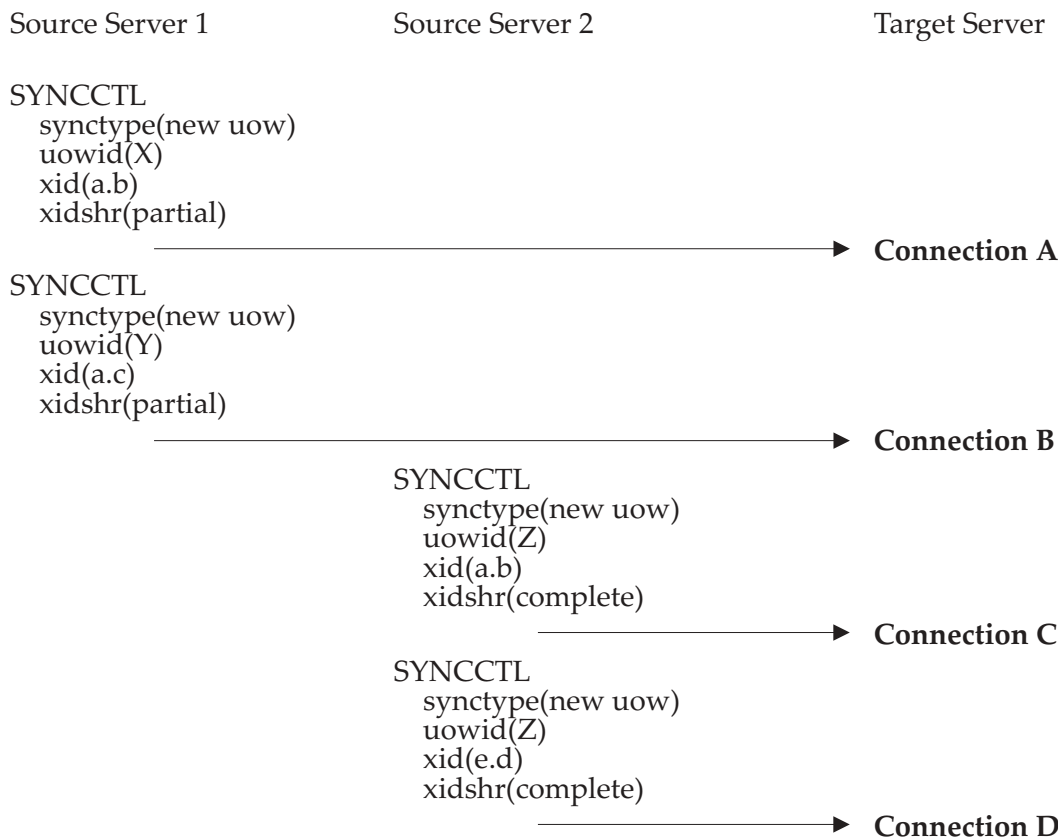 Source Server 1 Source Server 2 Target Server
SYNCCTL
synctype(new uow)
uowid(X)
xid(a.b)
xidshr(partial)
Connection A
SYNCCTL
synctype(new uow)
uowid(Y)
xid(a.c)
xidshr(partial)
Connection B
SYNCCTL
synctype(new uow)
uowid(Z)
xid(a.b)
xidshr(complete)
Connection C
SYNCCTL
synctype(new uow)
uowid(Z)
xid(e.d)
xidshr(complete)
Connection D